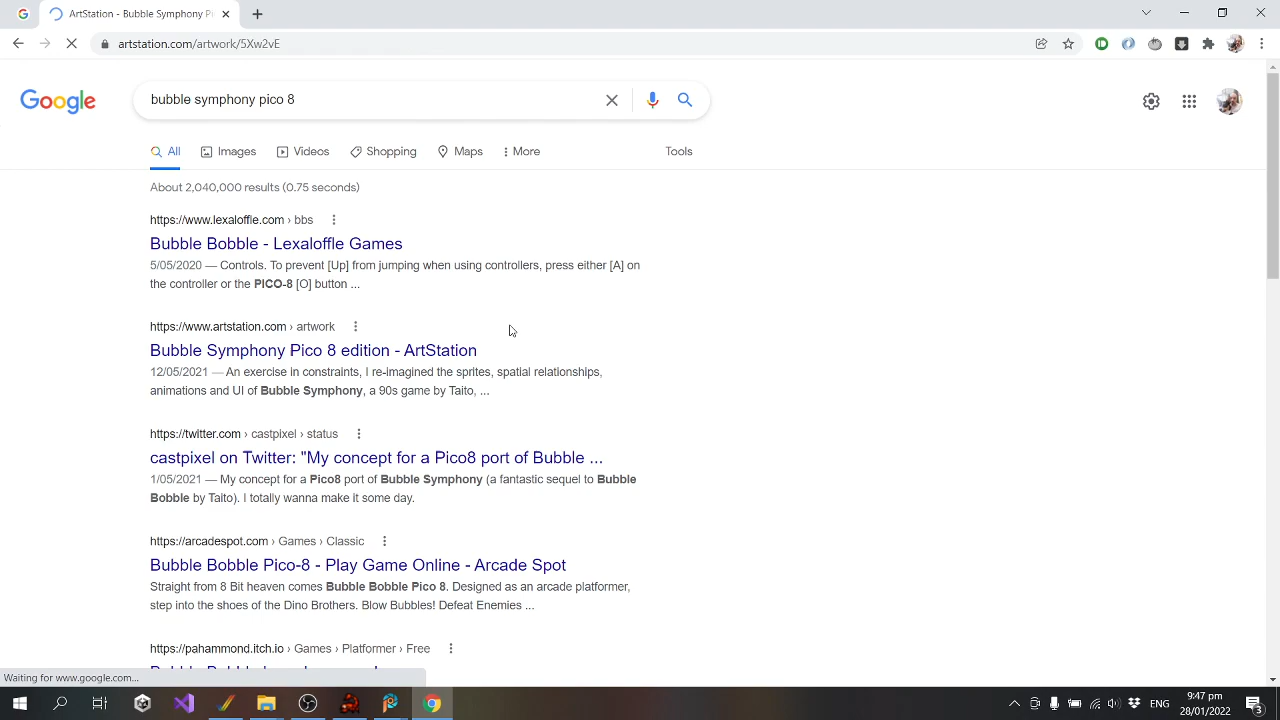 ArtStation - Bubble Symphony Pi
artstation.com/artwork/5Xw2vE
Google
bubble symphony pico 8
All
Images
Videos
Shopping
Maps
More
Tools
About 2,040,000 results (0.75 seconds)
https://www.lexaloffle.com › bbs
Bubble Bobble - Lexaloffle Games
5/05/2020 — Controls. To prevent [Up] from jumping when using controllers, press either [A] on
the controller or the PICO-8 [O] button ...
https://www.artstation.com › artwork
Bubble Symphony Pico 8 edition - ArtStation
12/05/2021 — An exercise in constraints, I re-imagined the sprites, spatial relationships,
animations and UI of Bubble Symphony, a 90s game by Taito, ...
https://twitter.com › castpixel › status
castpixel on Twitter: "My concept for a Pico8 port of Bubble ...
1/05/2021 — My concept for a Pico8 port of Bubble Symphony (a fantastic sequel to Bubble
Bobble by Taito). I totally wanna make it some day.
https://arcadespot.com › Games › Classic
Bubble Bobble Pico-8 - Play Game Online - Arcade Spot
Straight from 8 Bit heaven comes Bubble Bobble Pico 8. Designed as an arcade platformer,
step into the shoes of the Dino Brothers. Blow Bubbles! Defeat Enemies ...
https://pahammond.itch.io › Games › Platformer › Free
Waiting for www.google.com...
ENG
9:47 pm
28/01/2022
3